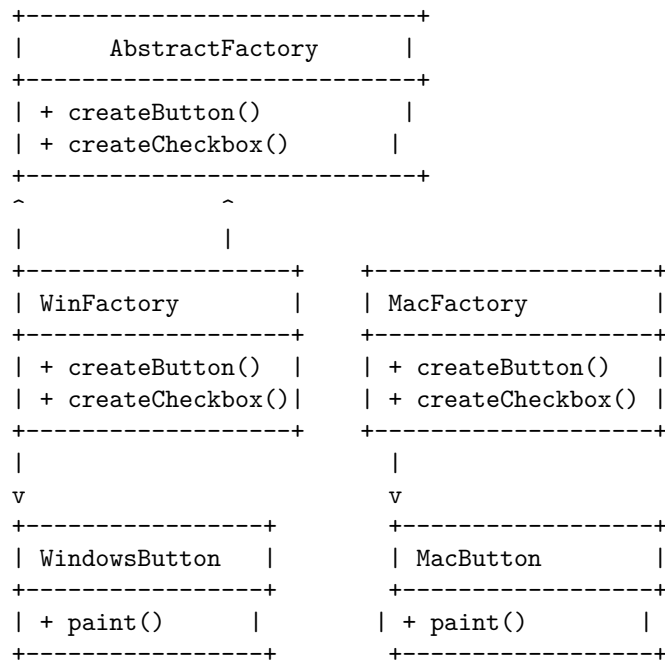 +----------------------------+
|      AbstractFactory      |
+----------------------------+
| + createButton()          |
| + createCheckbox()       |
+----------------------------+
^              ^
|              |
+-------------------+    +--------------------+
| WinFactory        |    | MacFactory         |
+-------------------+    +--------------------+
| + createButton()  |    | + createButton()   |
| + createCheckbox()|    | + createCheckbox() |
+-------------------+    +--------------------+
|                          |
v                          v
+-----------------+        +------------------+
| WindowsButton   |        | MacButton        |
+-----------------+        +------------------+
| + paint()      |        | + paint()        |
+-----------------+        +------------------+